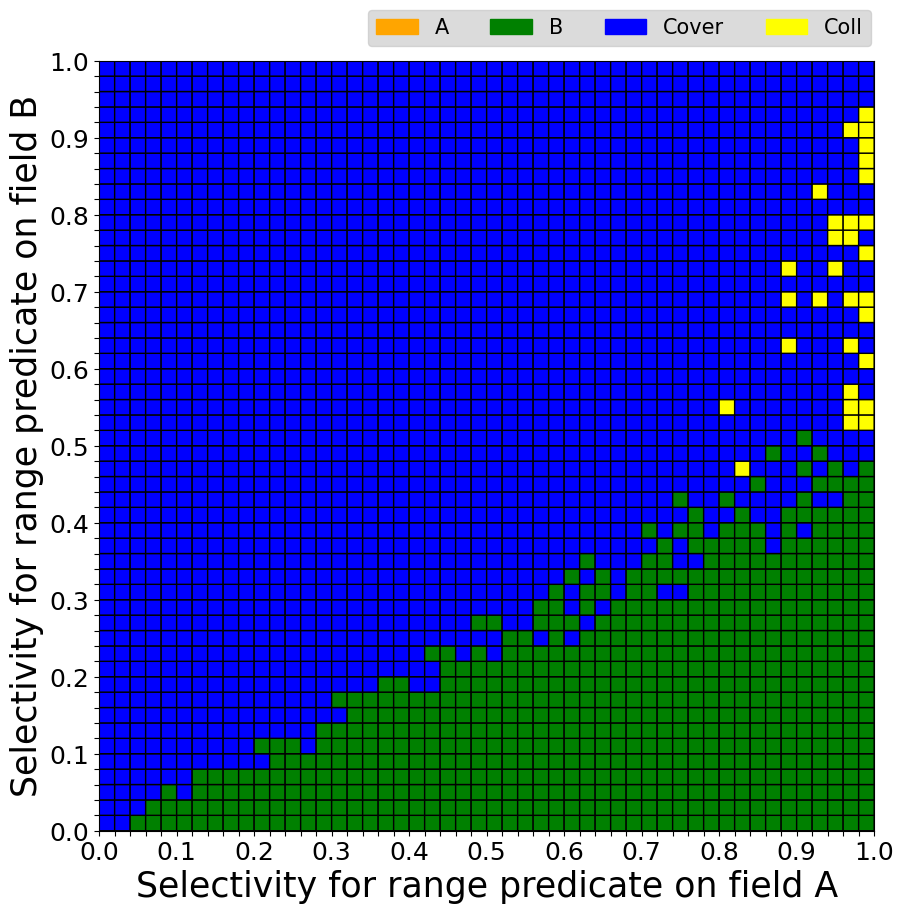 A B Cover Coll
Selectivity for range predicate on field B
1.0
0.9
0.8
0.7
0.6
0.5
0.4
0.3
0.2
0.1
0.0
0.0 0.1 0.2 0.3 0.4 0.5 0.6 0.7 0.8 0.9 1.0
Selectivity for range predicate on field A